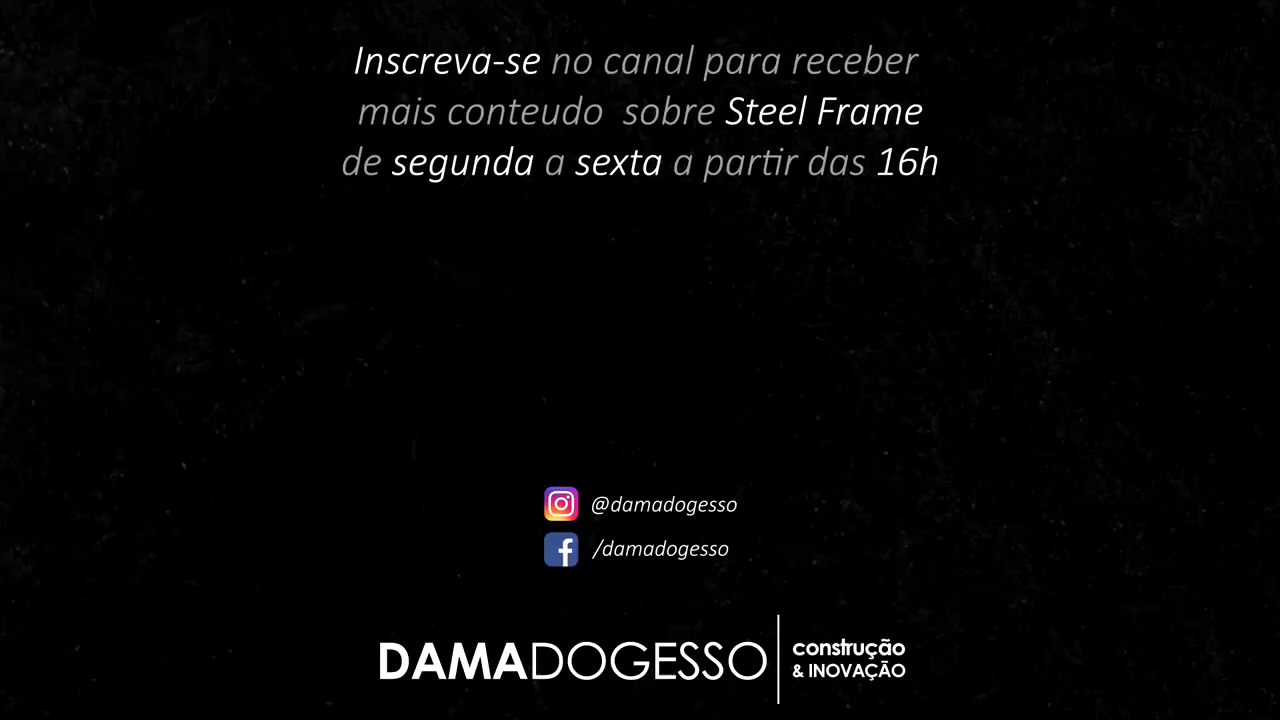 Inscreva-se no canal para receber
mais conteudo sobre Steel Frame
de segunda a sexta a partir das 16h
@damadogesso
/damadogesso
DAMADOGESSO
construção
& INOVAÇÃO